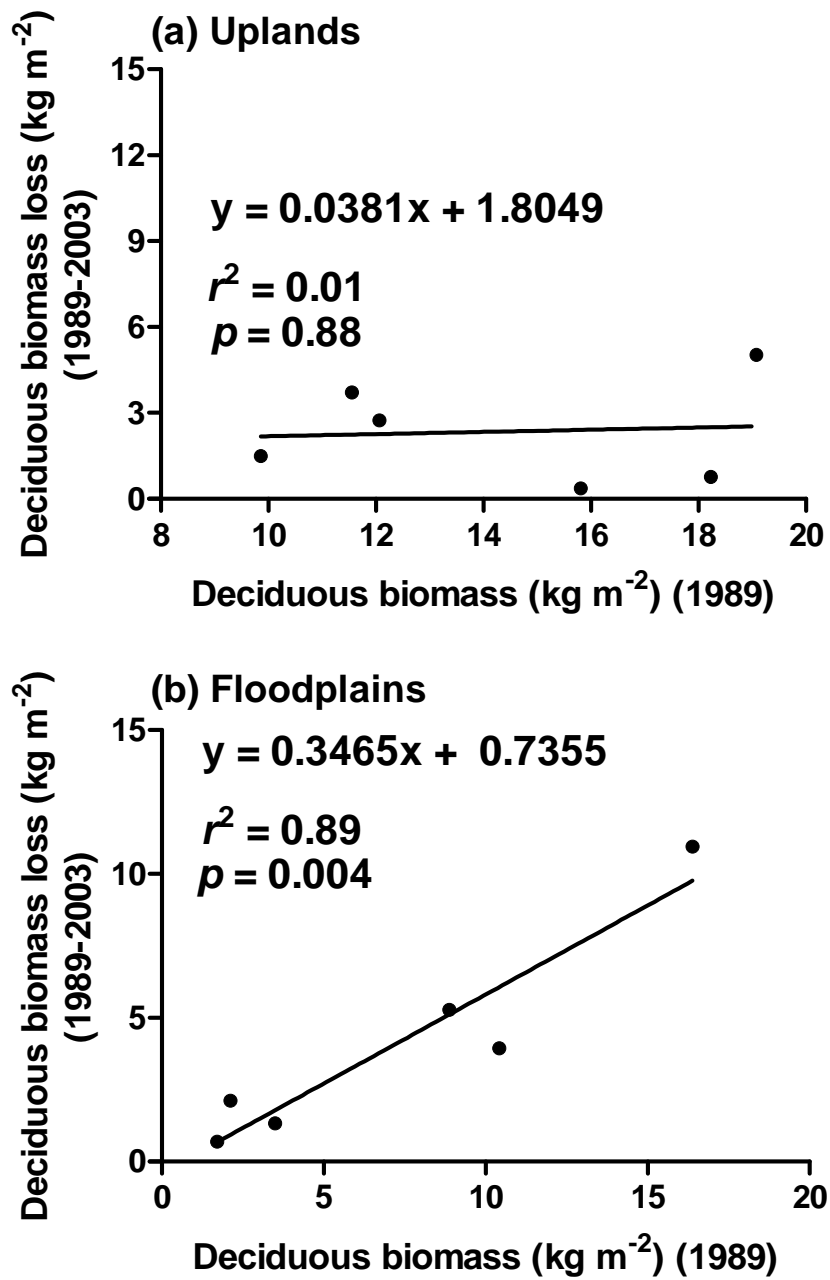 (a) Uplands
Deciduous biomass loss (kg m⁻²)
(1989-2003)
15
12
9
6
3
0
y = 0.0381x + 1.8049
r² = 0.01
p = 0.88
8 10 12 14 16 18 20
Deciduous biomass (kg m⁻²) (1989)
(b) Floodplains
Deciduous biomass loss (kg m⁻²)
(1989-2003)
15
10
5
0
y = 0.3465x + 0.7355
r² = 0.89
p = 0.004
0 5 10 15 20
Deciduous biomass (kg m⁻²) (1989)